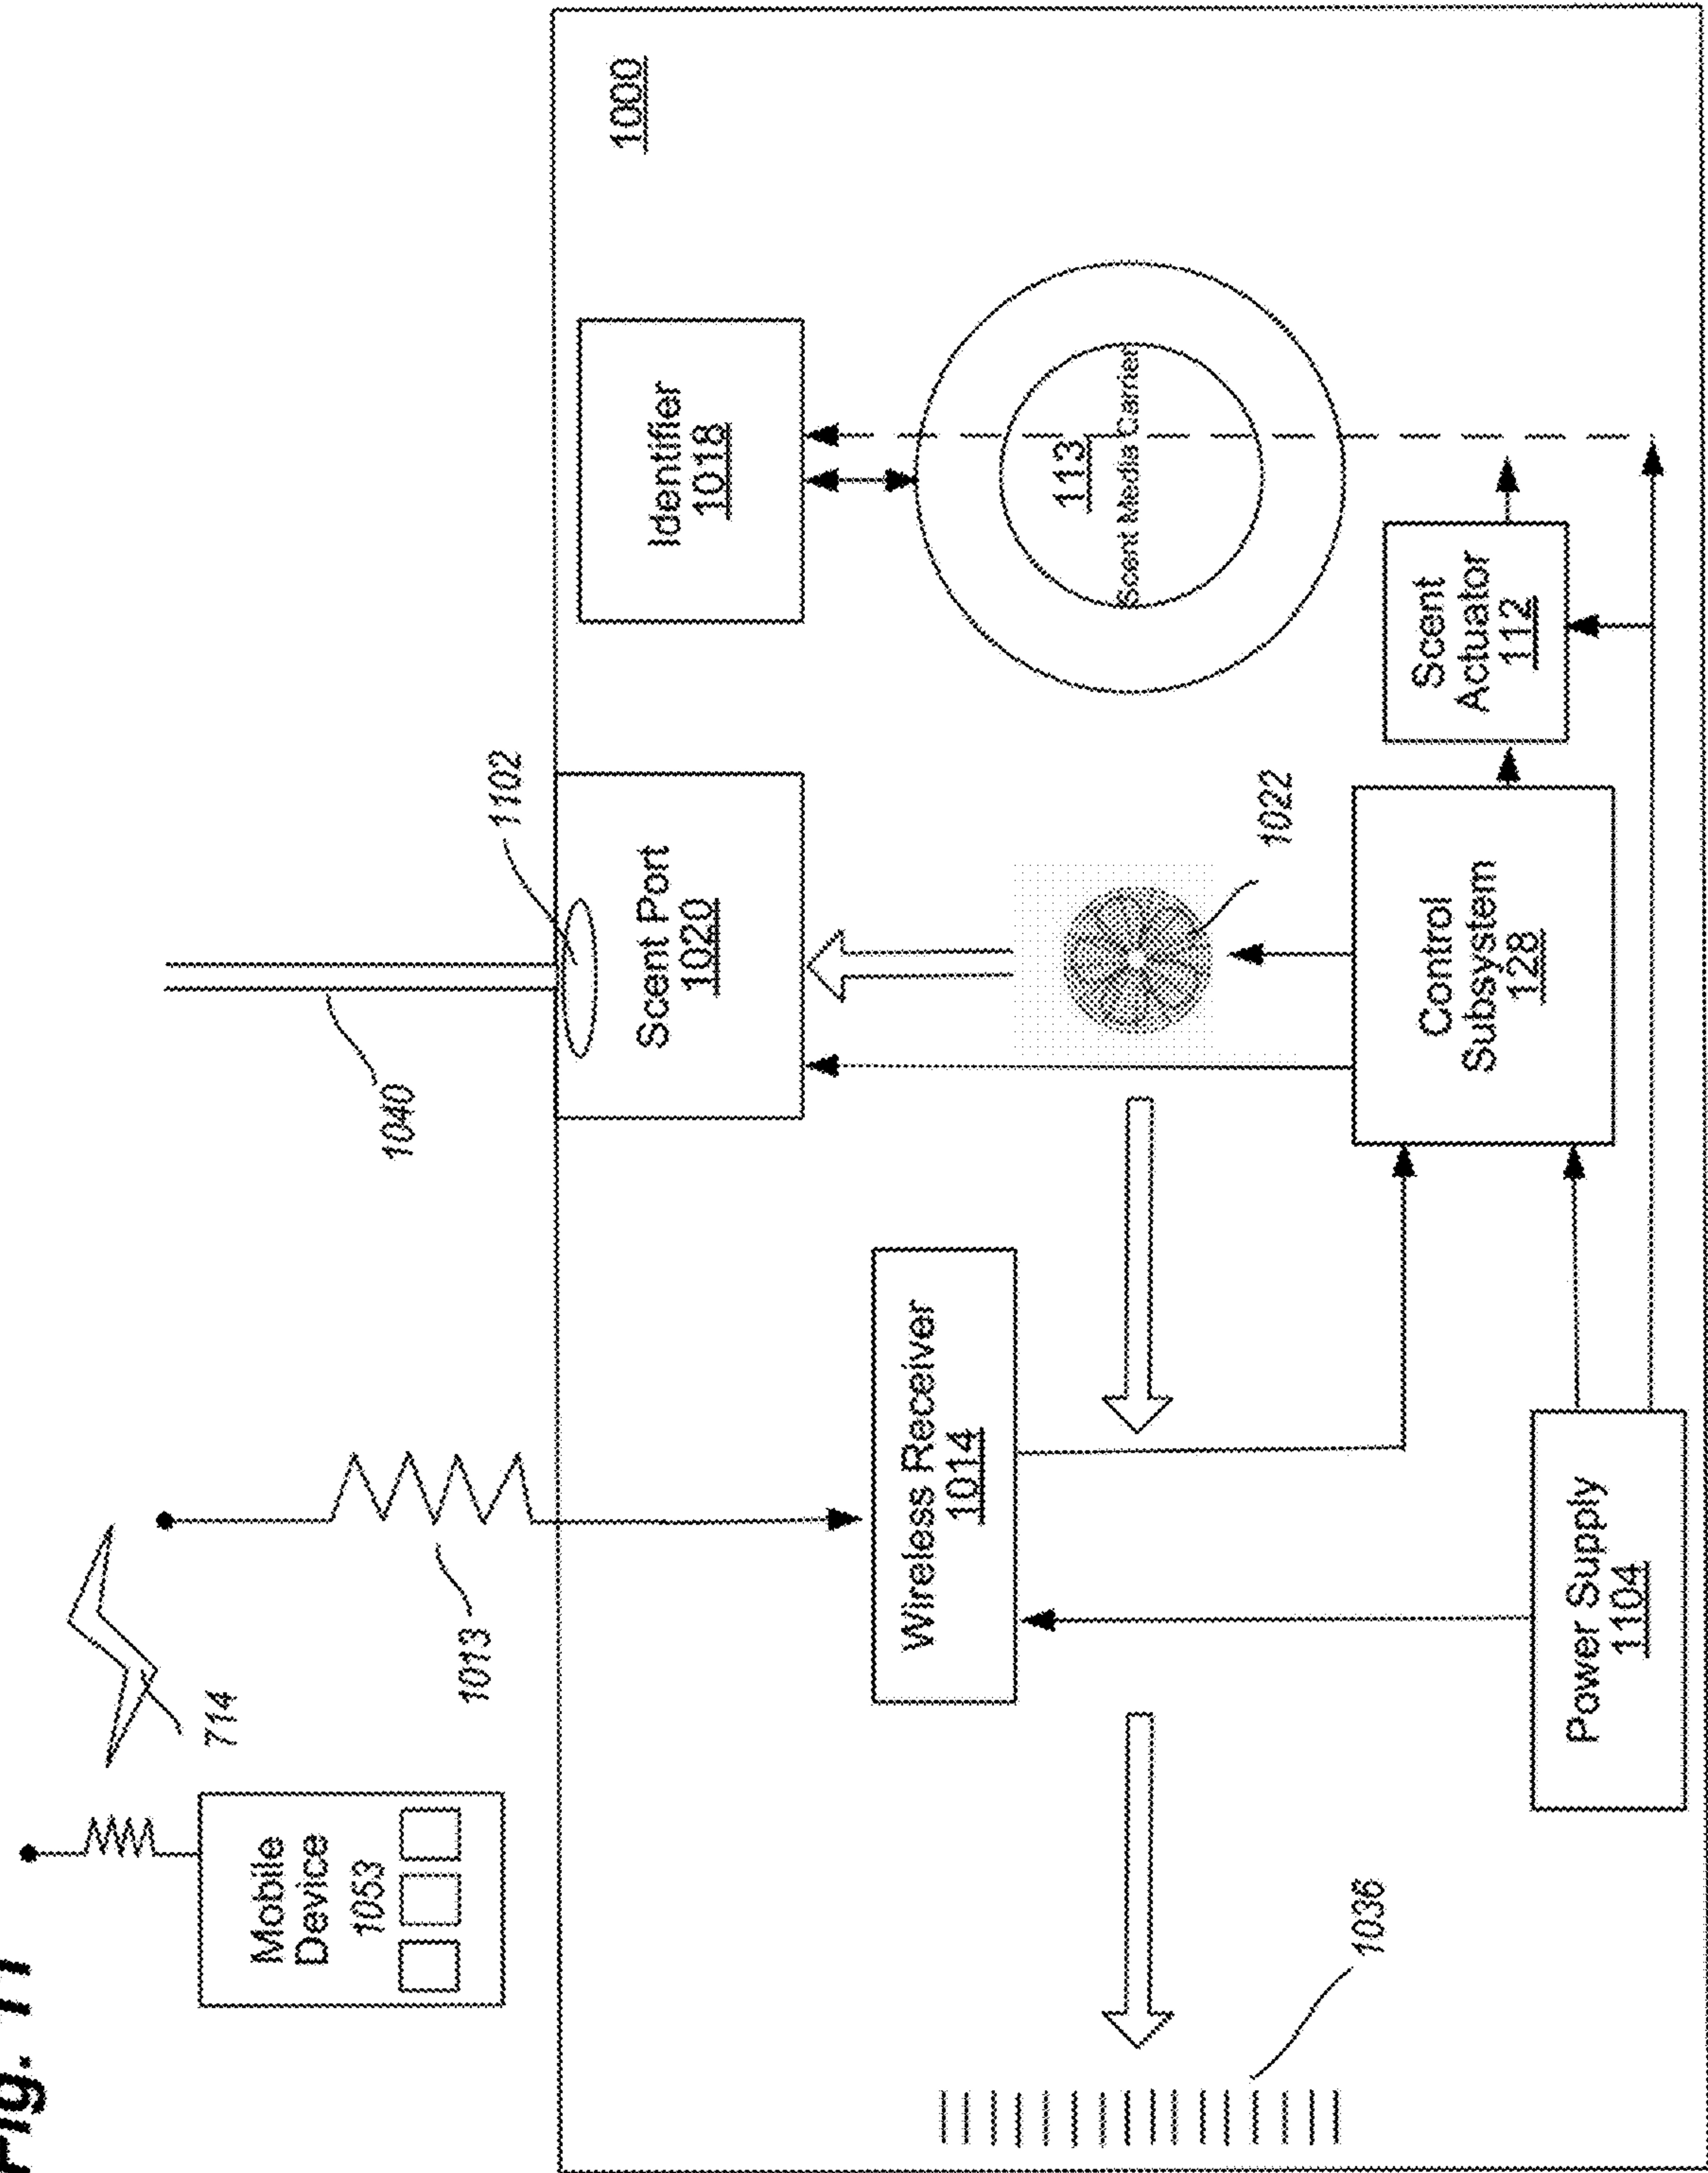 Fig. 11
Mobile
Device
1053
714
1013
1040
1102
1000
Scent Port
1020
Identifier
1018
Wireless Receiver
1014
113
Scent Media Carrier
1022
1036
Control
Subsystem
128
Scent
Actuator
112
Power Supply
1104